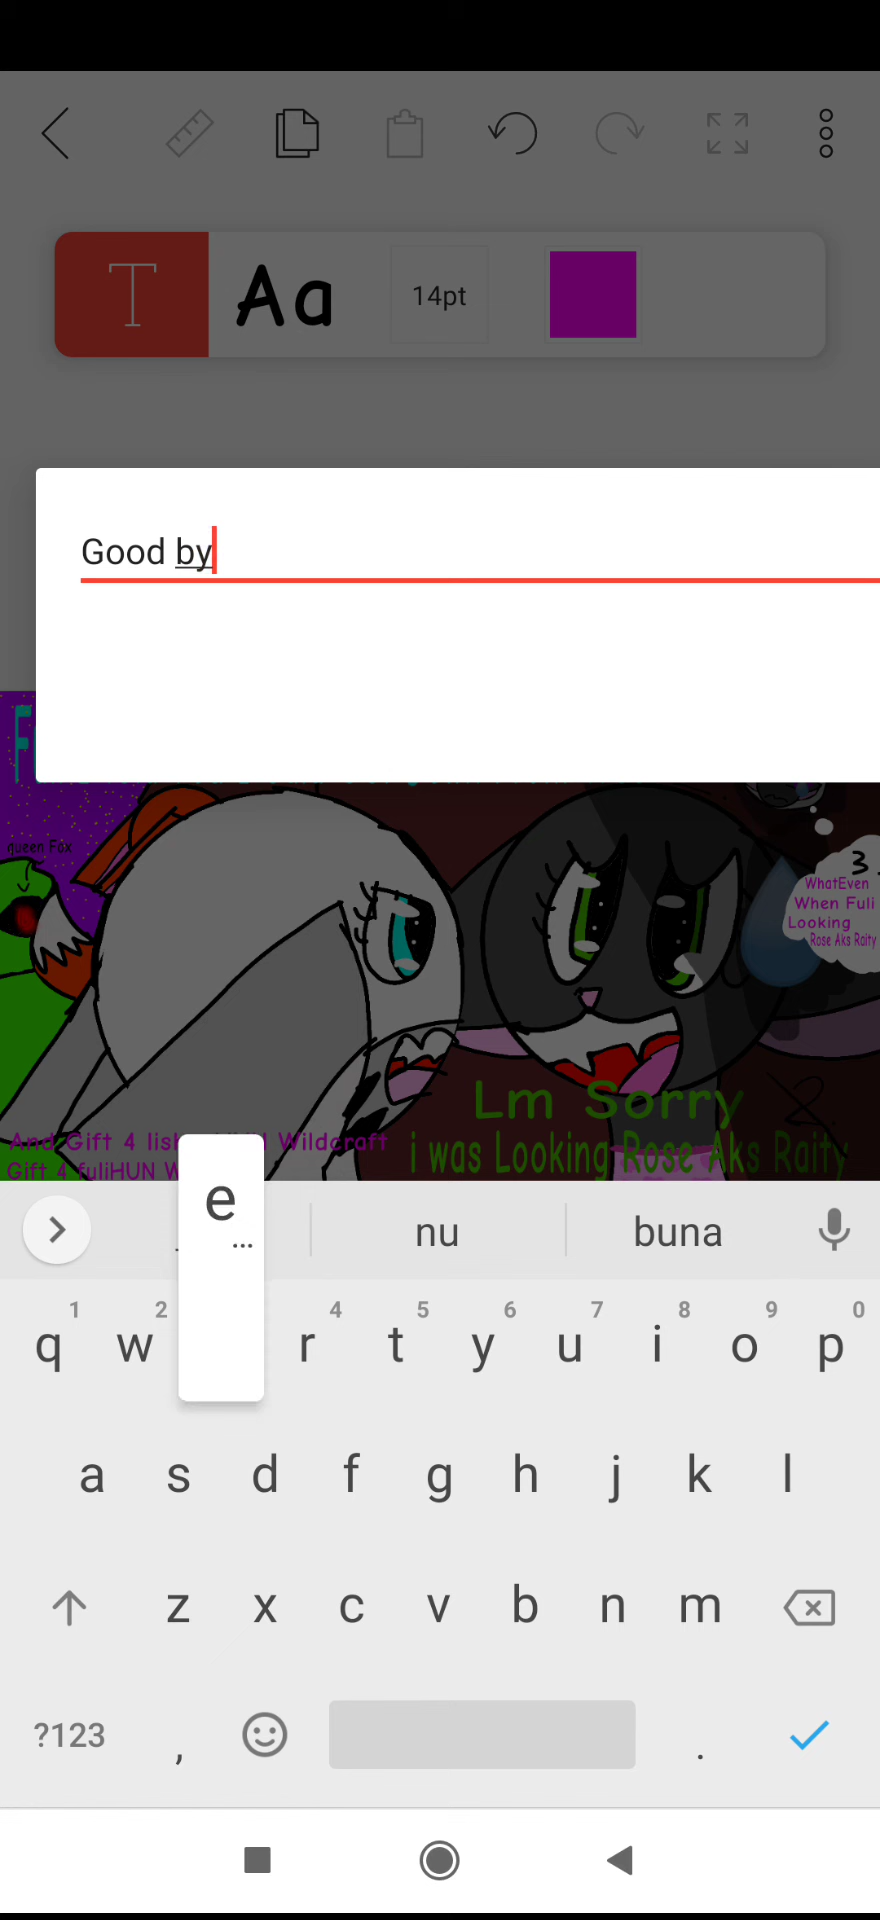 T Aa 14pt
Good by
queen Fox
3
WhatEven
When Fuli
Looking
Rose Aks Raity
Lm Sorry
And Gift 4 Wildcraft
i was Looking Rose Aks Raity
Gift 4 fuliHUN
e
...
nu buna
1 2 4 5 6 7 8 9 0
q w r t y u i o p
a s d f g h j k l
z x c v b n m
?123 , .